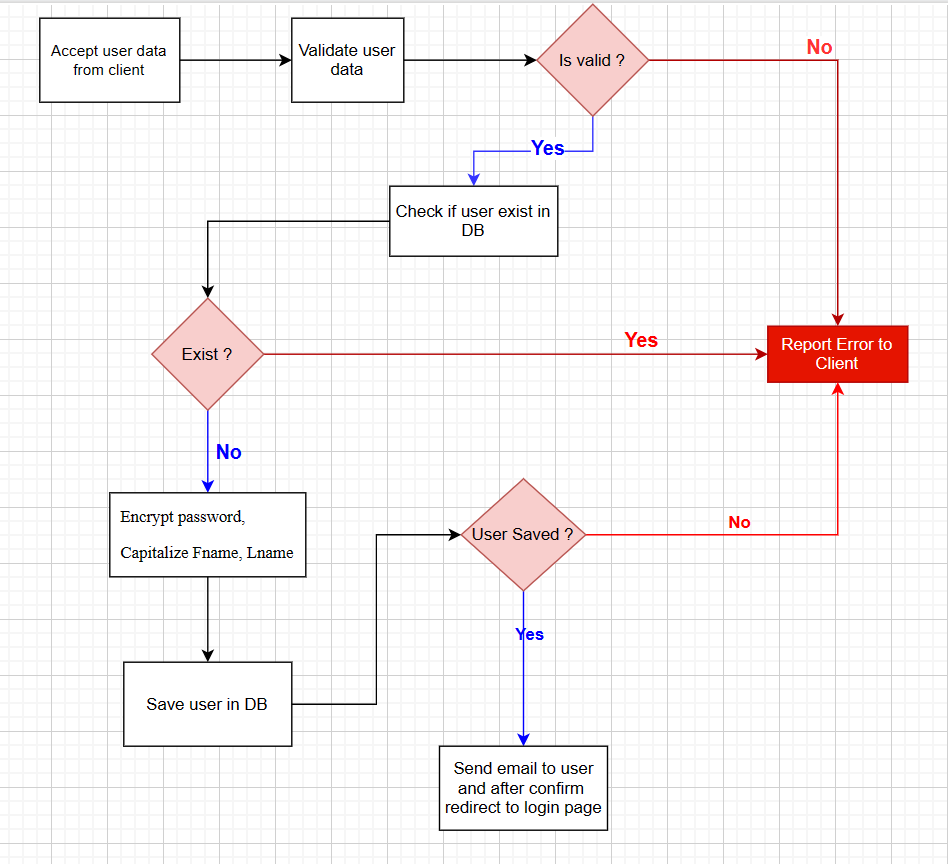 Accept user data
from client
Validate user
data
Is valid ?
No
Yes
Check if user exist in
DB
Exist ?
Yes
Report Error to
Client
No
Encrypt password,
Capitalize Fname, Lname
User Saved ?
No
Yes
Save user in DB
Send email to user
and after confirm
redirect to login page